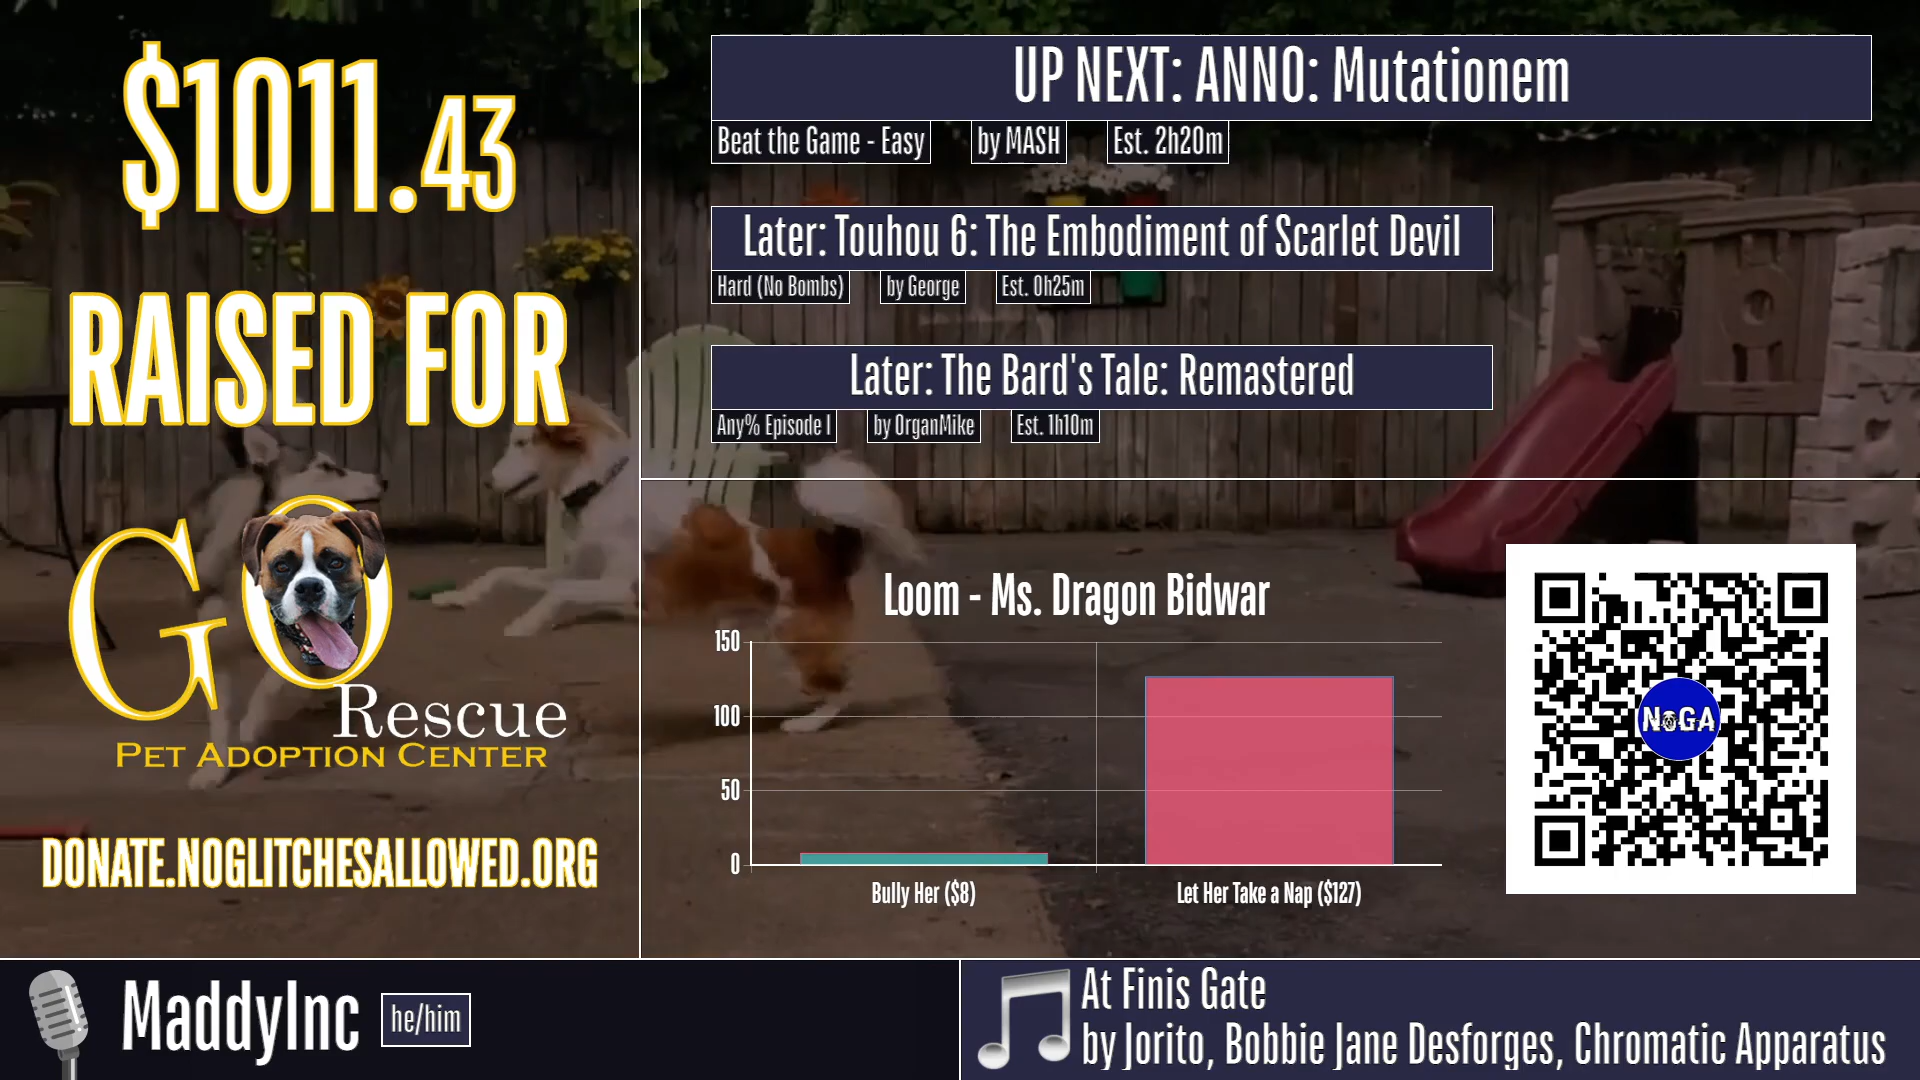 $1011.43
RAISED FOR
GO
Rescue
PET ADOPTION CENTER
DONATE.NOGLITCHESALLOWED.ORG
UP NEXT: ANNO: Mutationem
Beat the Game - Easy
by MASH
Est. 2h20m
Later: Touhou 6: The Embodiment of Scarlet Devil
Hard (No Bombs)
by George
Est. 0h25m
Later: The Bard's Tale: Remastered
Any% Episode I
by OrganMike
Est. 1h10m
Loom - Ms. Dragon Bidwar
150
100
50
0
Bully Her ($8)
Let Her Take a Nap ($127)
NoGA
MaddyInc
he/him
At Finis Gate
by Jorito, Bobbie Jane Desforges, Chromatic Apparatus